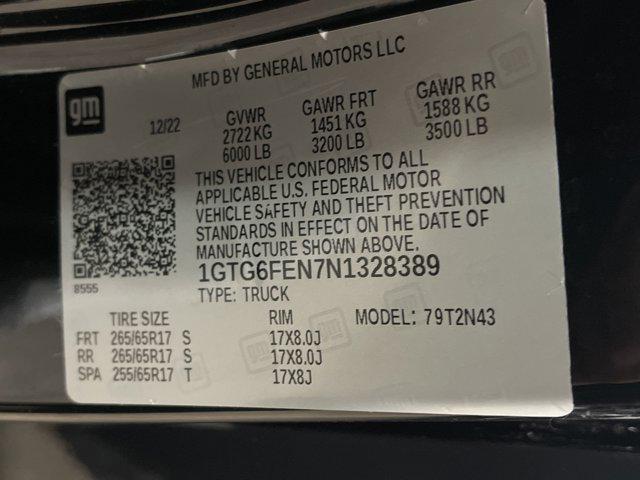 MFD BY GENERAL MOTORS LLC
gm
12/22
GVWR
2722 KG
6000 LB
GAWR FRT
1451 KG
3200 LB
GAWR RR
1588 KG
3500 LB
THIS VEHICLE CONFORMS TO ALL
APPLICABLE U.S. FEDERAL MOTOR
VEHICLE SAFETY AND THEFT PREVENTION
STANDARDS IN EFFECT ON THE DATE OF
MANUFACTURE SHOWN ABOVE.
8555
1GTG6FEN7N1328389
TYPE: TRUCK
TIRE SIZE RIM MODEL: 79T2N43
FRT 265/65R17 S 17X8.0J
RR 265/65R17 S 17X8.0J
SPA 255/65R17 T 17X8J